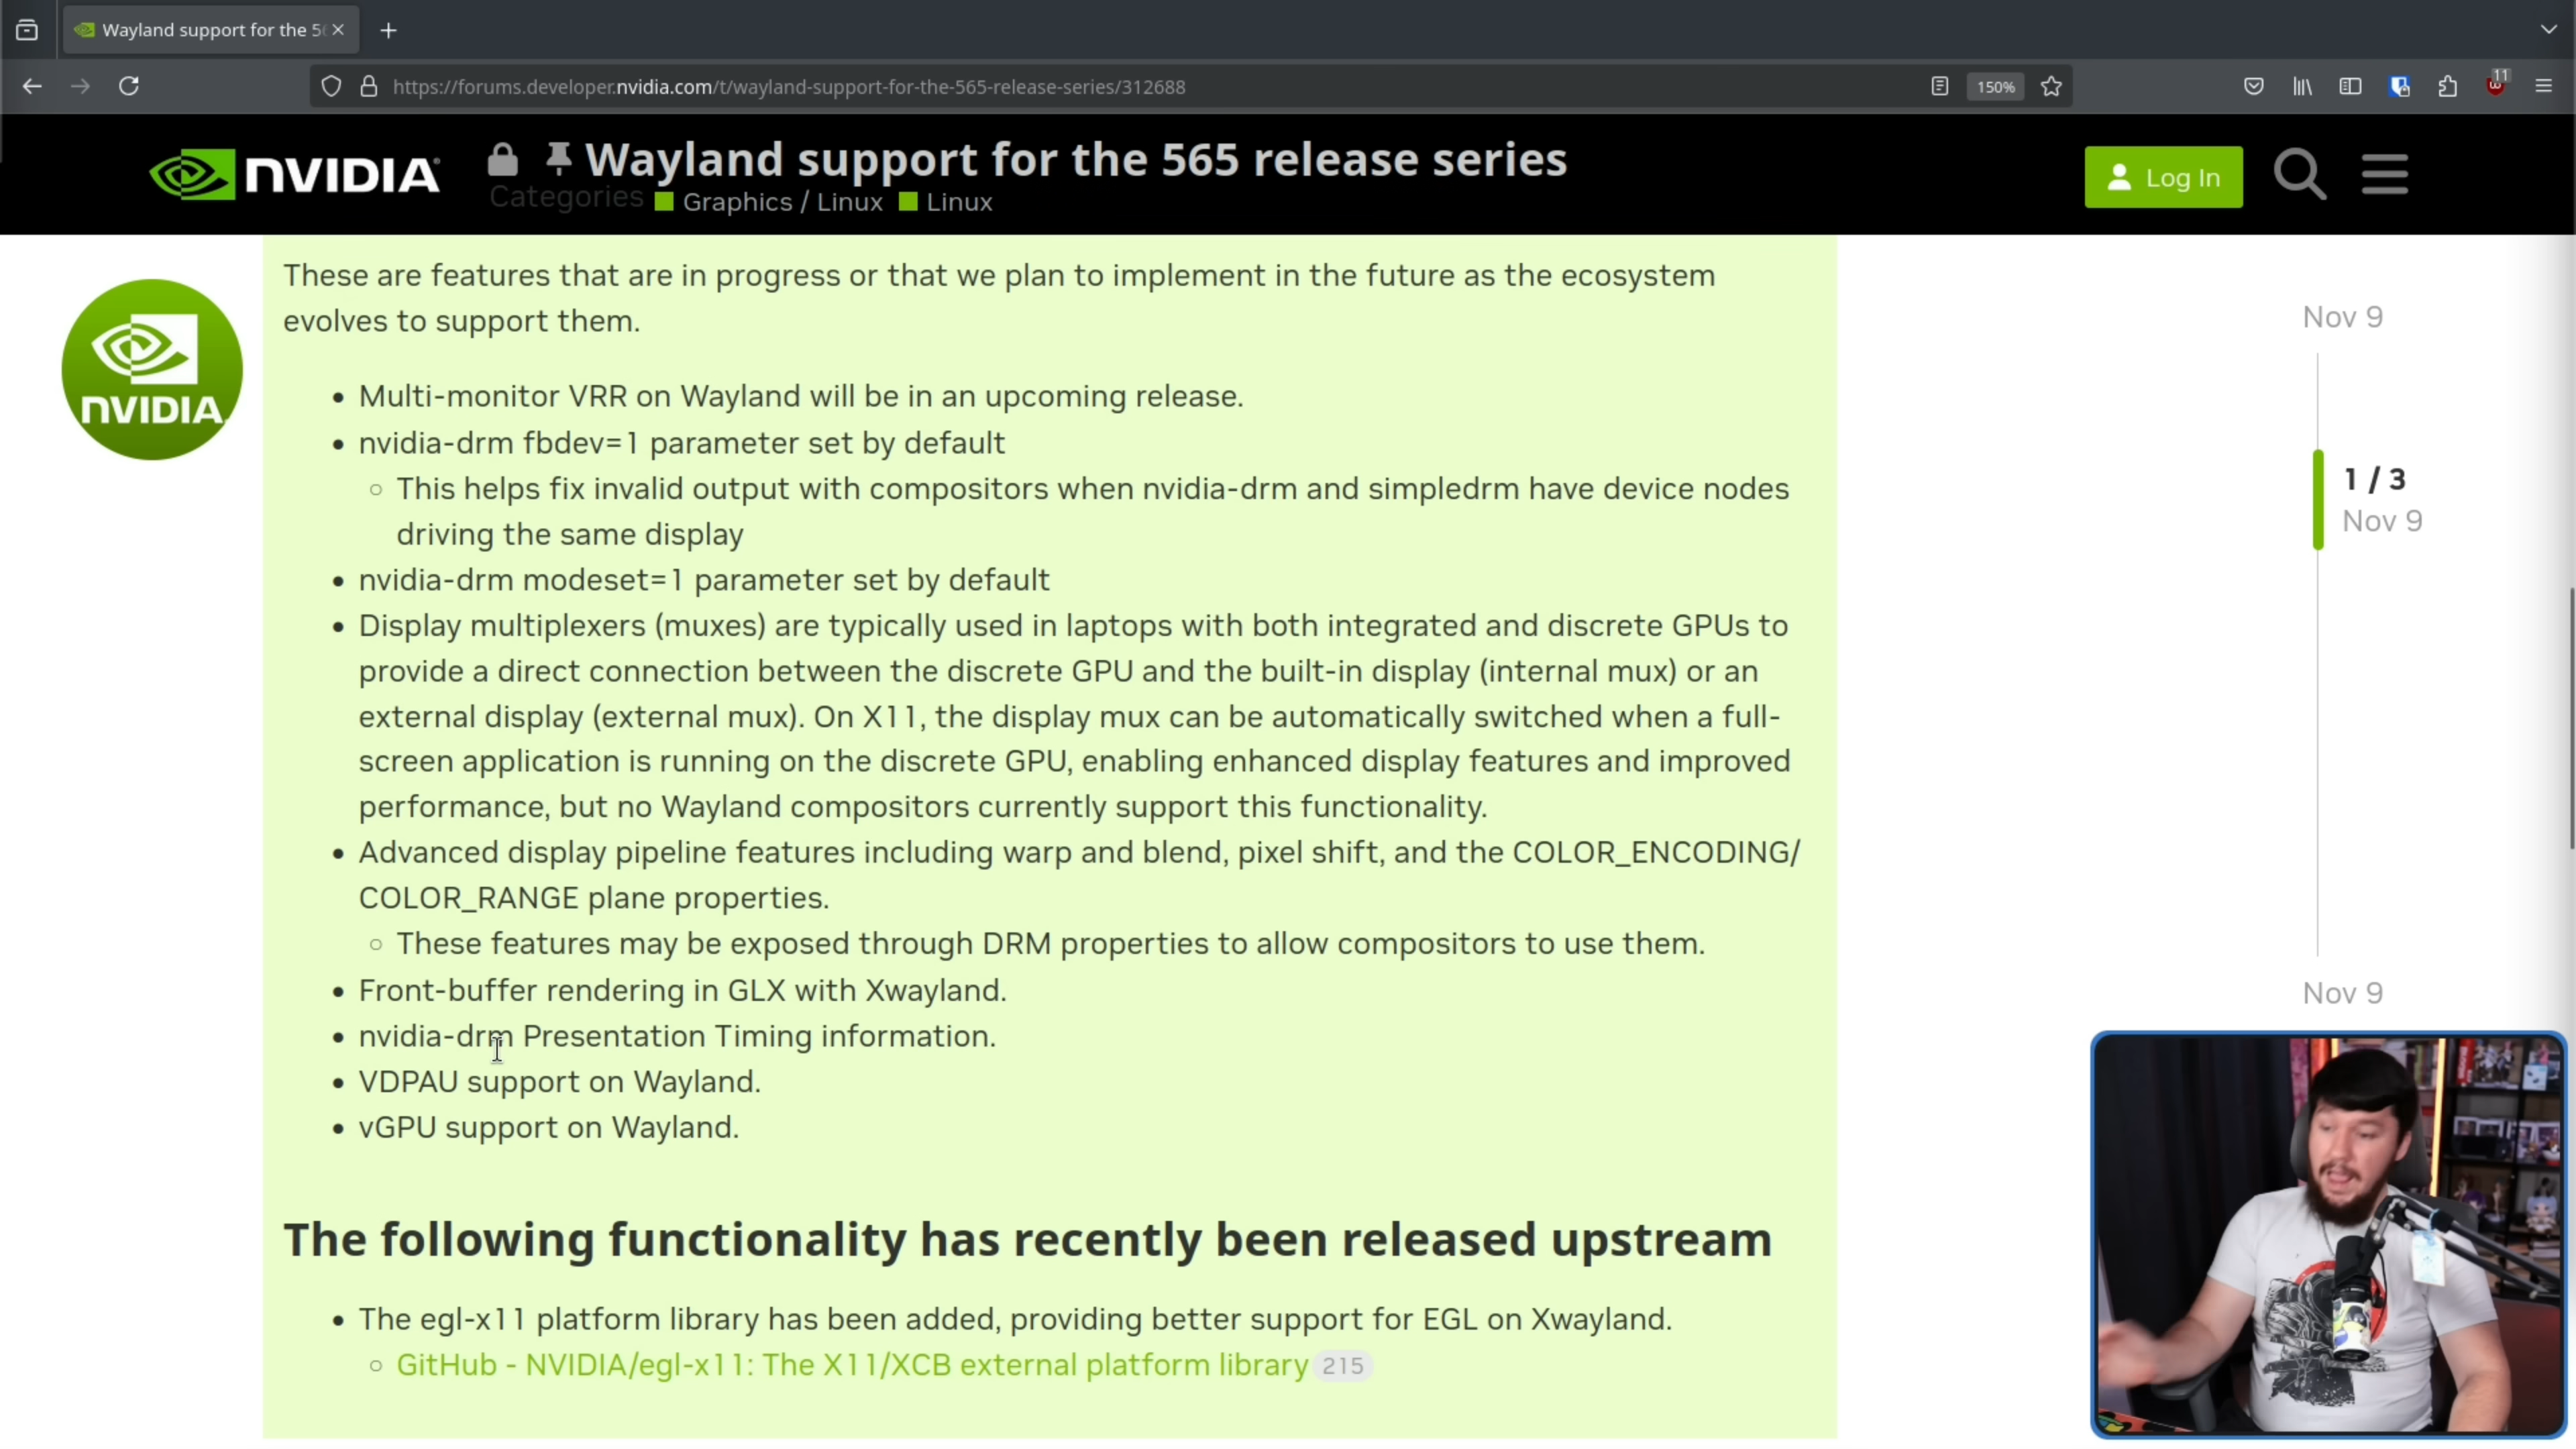 Wayland support for the 5
https://forums.developer.nvidia.com/t/wayland-support-for-the-565-release-series/312688
150%
11
NVIDIA
Wayland support for the 565 release series
Categories Graphics / Linux Linux
Log In
These are features that are in progress or that we plan to implement in the future as the ecosystem
evolves to support them.
NVIDIA
• Multi-monitor VRR on Wayland will be in an upcoming release.
• nvidia-drm fbdev=1 parameter set by default
○ This helps fix invalid output with compositors when nvidia-drm and simpledrm have device nodes
driving the same display
• nvidia-drm modeset=1 parameter set by default
• Display multiplexers (muxes) are typically used in laptops with both integrated and discrete GPUs to
provide a direct connection between the discrete GPU and the built-in display (internal mux) or an
external display (external mux). On X11, the display mux can be automatically switched when a full-
screen application is running on the discrete GPU, enabling enhanced display features and improved
performance, but no Wayland compositors currently support this functionality.
• Advanced display pipeline features including warp and blend, pixel shift, and the COLOR_ENCODING/
COLOR_RANGE plane properties.
○ These features may be exposed through DRM properties to allow compositors to use them.
• Front-buffer rendering in GLX with Xwayland.
• nvidia-drm Presentation Timing information.
• VDPAU support on Wayland.
• vGPU support on Wayland.
The following functionality has recently been released upstream
• The egl-x11 platform library has been added, providing better support for EGL on Xwayland.
○ GitHub - NVIDIA/egl-x11: The X11/XCB external platform library 215
Nov 9
1 / 3
Nov 9
Nov 9